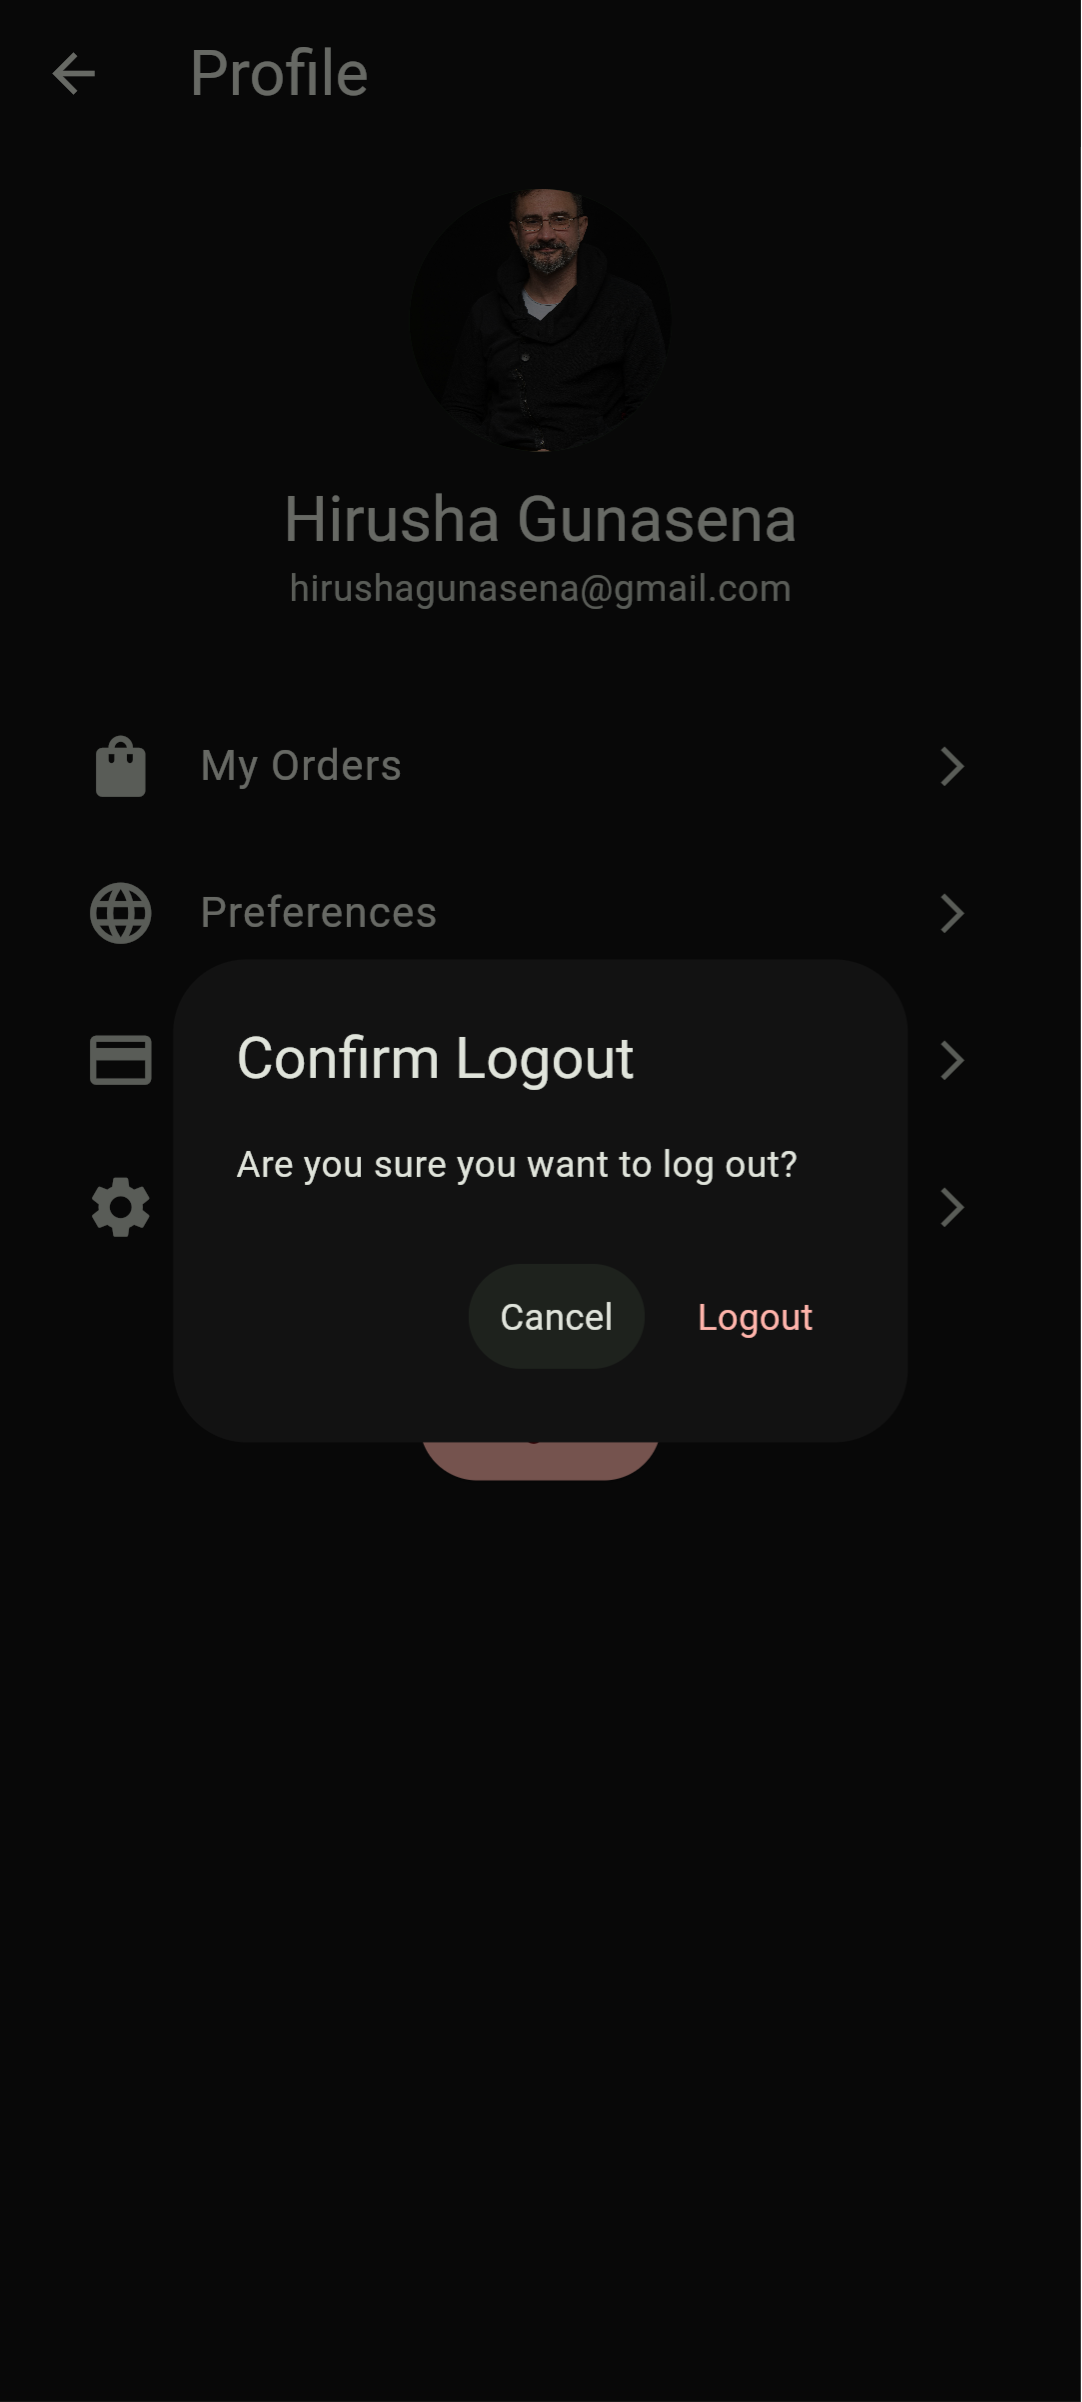 Profile
Hirusha Gunasena
hirushagunasena@gmail.com
My Orders
Preferences
Confirm Logout
Are you sure you want to log out?
Cancel Logout